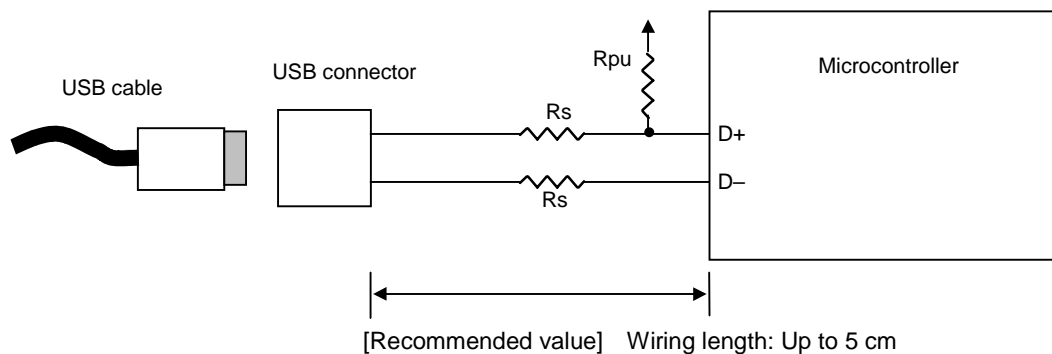 USB cable
USB connector
Rpu
Microcontroller
Rs
D+
D–
Rs
[Recommended value] Wiring length: Up to 5 cm